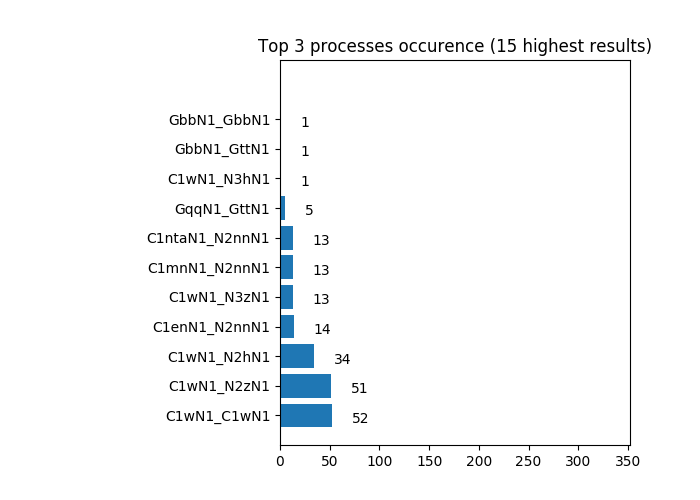 Top 3 processes occurence (15 highest results)
GbbN1_GbbN1 1
GbbN1_GttN1 1
C1wN1_N3hN1 1
GqqN1_GttN1 5
C1ntaN1_N2nnN1 13
C1mnN1_N2nnN1 13
C1wN1_N3zN1 13
C1enN1_N2nnN1 14
C1wN1_N2hN1 34
C1wN1_N2zN1 51
C1wN1_C1wN1 52
0 50 100 150 200 250 300 350